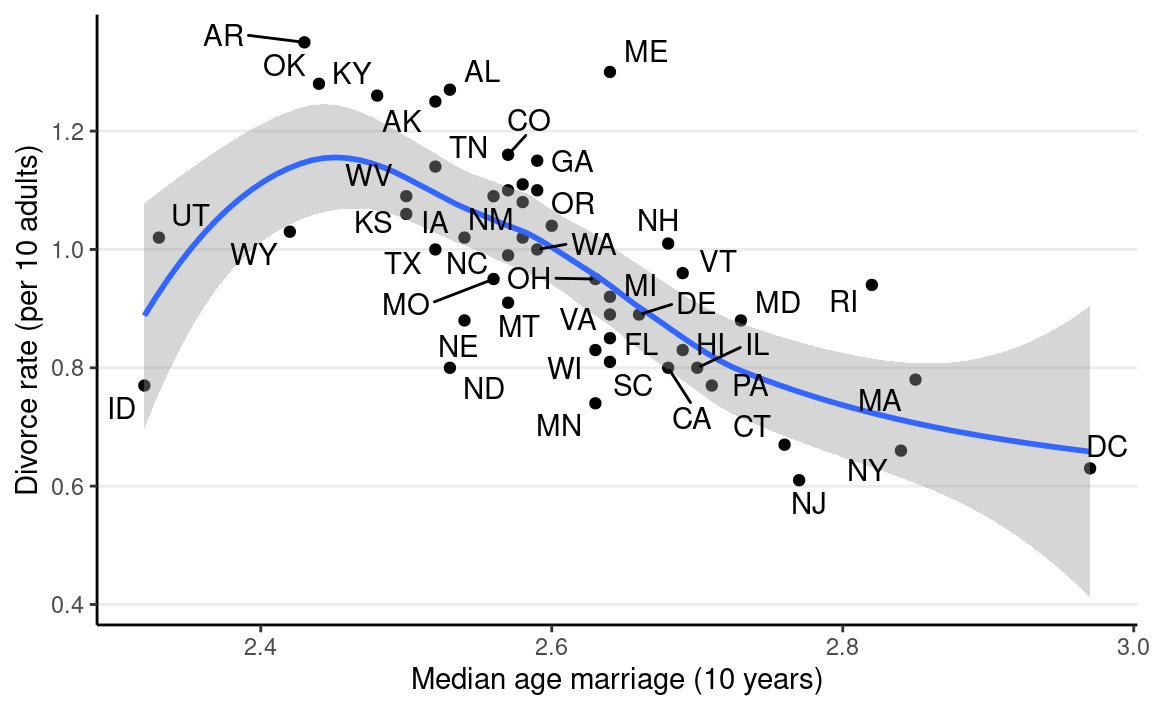 AR
ME
OK
KY
AL
AK
CO
1.2
TN
GA
WV
UT
KS
IA
NM
OR
NH
WY
WA
1.0
TX
NC
OH
VT
MI
MO
DE
MD
RI
VA
MT
NE
FL
HI
IL
WI
0.8
ND
SC
PA
MA
ID
MN
CA
CT
DC
NY
0.6
NJ
0.4
2.4
2.6
2.8
3.0
Median age marriage (10 years)
Divorce rate (per 10 adults)